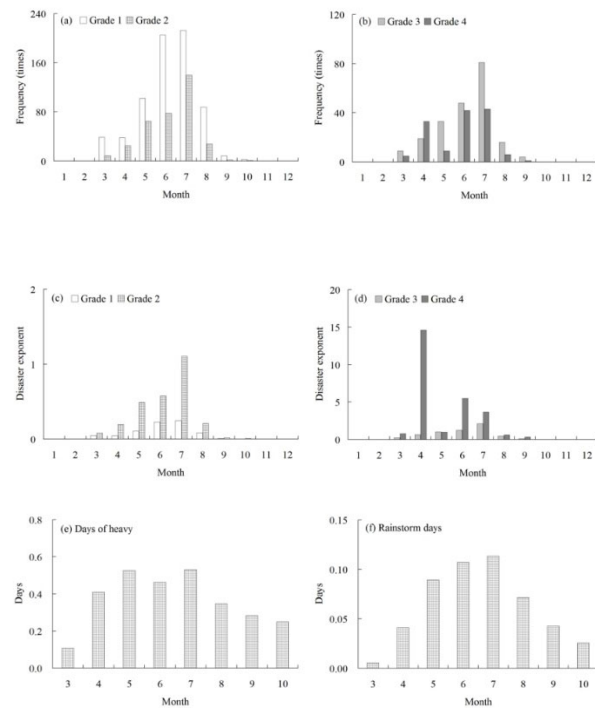 (a) Grade 1 Grade 2
Frequency (times)
240
160
80
0
1 2 3 4 5 6 7 8 9 10 11 12
Month
(b) Grade 3 Grade 4
Frequency (times)
120
80
40
0
1 2 3 4 5 6 7 8 9 10 11 12
Month
(c) Grade 1 Grade 2
Disaster exponent
2
1
0
1 2 3 4 5 6 7 8 9 10 11 12
Month
(d) Grade 3 Grade 4
Disaster exponent
20
15
10
5
0
1 2 3 4 5 6 7 8 9 10 11 12
Month
(e) Days of heavy
Days
0.8
0.6
0.4
0.2
0.0
3 4 5 6 7 8 9 10
Month
(f) Rainstorm days
Days
0.15
0.10
0.05
0.00
3 4 5 6 7 8 9 10
Month